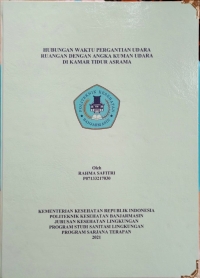 HUBUNGAN WAKTU PERGANTIAN UDARA
RUANGAN DENGAN ANGKA KUMAN UDARA
DI KAMAR TIDUR ASRAMA
Oleh
RAHMA SAFITRI
P07133217030
KEMENTERIAN KESEHATAN REPUBLIK INDONESIA
POLITEKNIK KESEHATAN BANJARMASIN
JURUSAN KESEHATAN LINGKUNGAN
PROGRAM STUDI SANITASI LINGKUNGAN
PROGRAM SARJANA TERAPAN
2021